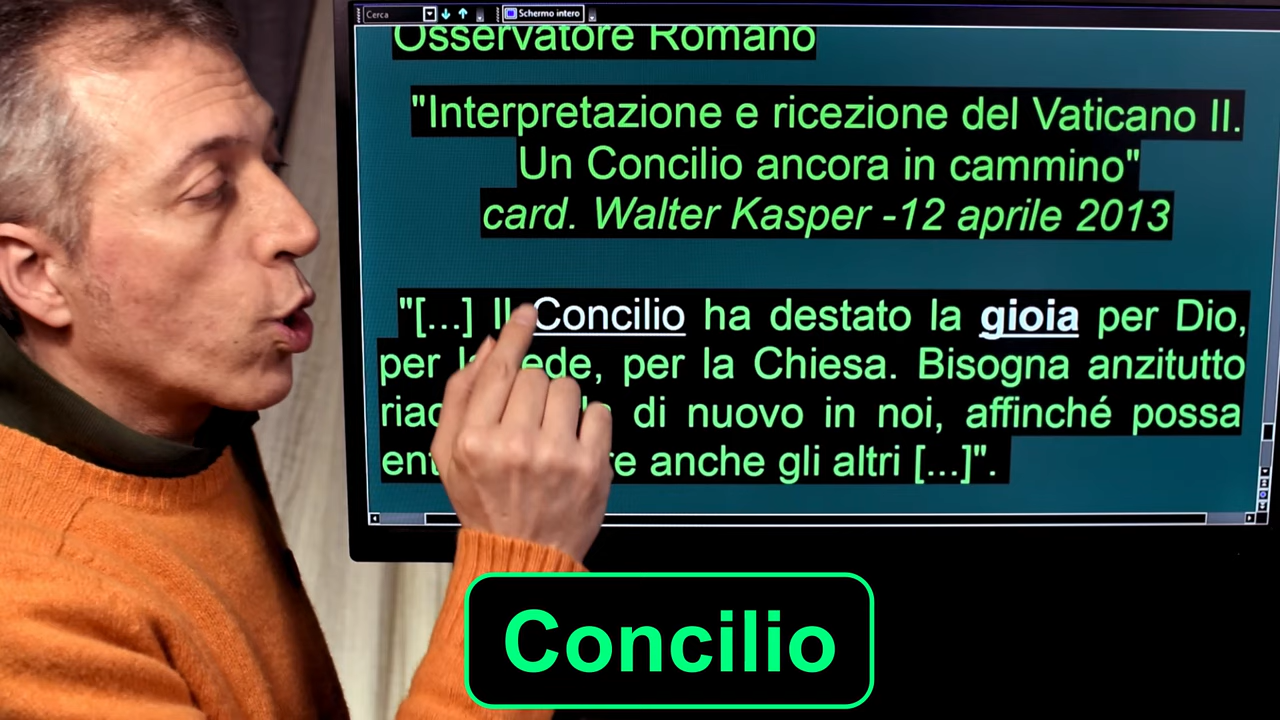 Cerca
Schermo intero
Osservatore Romano
"Interpretazione e ricezione del Vaticano II.
Un Concilio ancora in cammino"
card. Walter Kasper -12 aprile 2013
"[...] Il Concilio ha destato la gioia per Dio,
per la fede, per la Chiesa. Bisogna anzitutto
di nuovo in noi, affinché possa
anche gli altri [...]".
Concilio